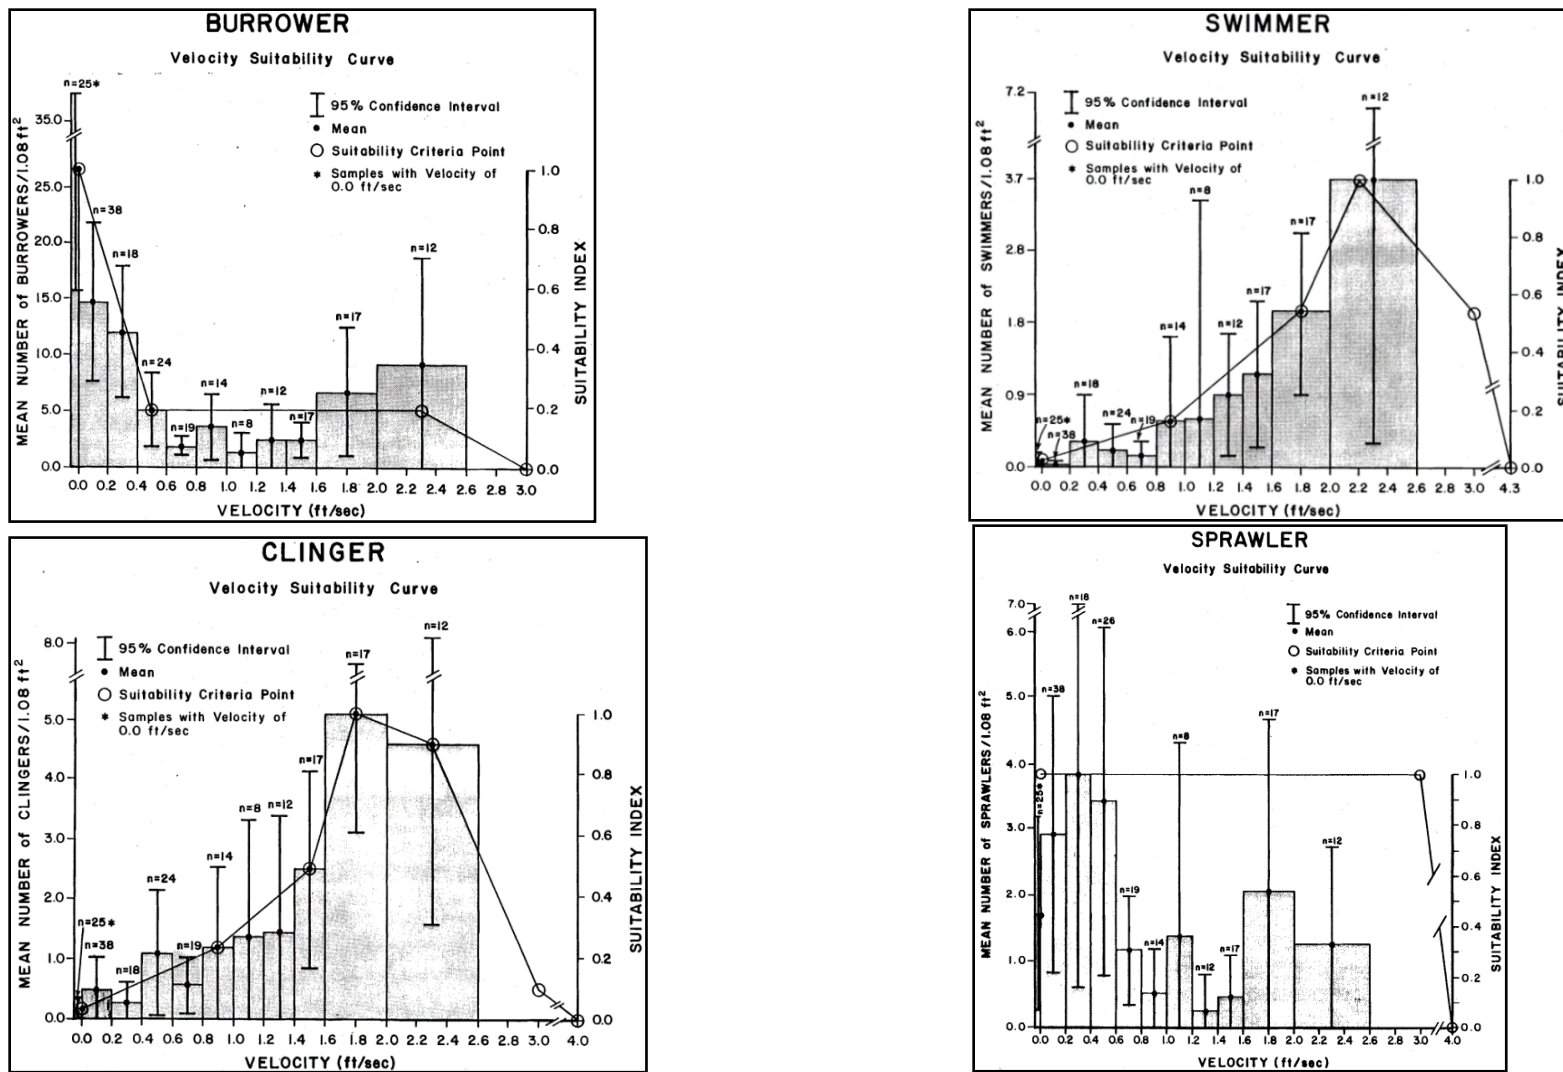 BURROWER
Velocity Suitability Curve
n=25*
95% Confidence Interval
Mean
Suitability Criteria Point
* Samples with Velocity of
0.0 ft/sec
MEAN NUMBER of BURROWERS/1.08 ft²
35.0
25.0
20.0
15.0
10.0
5.0
0.0
n=38
n=18
n=24
n=19
n=14
n=8
n=12
n=17
n=17
n=12
1.0
0.8
0.6
0.4
0.2
0.0
SUITABILITY INDEX
0.0 0.2 0.4 0.6 0.8 1.0 1.2 1.4 1.6 1.8 2.0 2.2 2.4 2.6 3.0
VELOCITY (ft/sec)
SWIMMER
Velocity Suitability Curve
95% Confidence Interval
Mean
Suitability Criteria Point
* Samples with Velocity of
0.0 ft/sec
MEAN NUMBER of SWIMMERS/1.08 ft²
7.2
3.7
2.8
1.8
0.9
0.0
n=25*
n=38
n=18
n=24
n=19
n=14
n=8
n=12
n=17
n=17
n=12
1.0
0.8
0.6
0.4
0.2
0.0
SUITABILITY INDEX
0.0 0.2 0.4 0.6 0.8 1.0 1.2 1.4 1.6 1.8 2.0 2.2 2.4 2.6 3.0 4.3
VELOCITY (ft/sec)
CLINGER
Velocity Suitability Curve
95% Confidence Interval
Mean
Suitability Criteria Point
* Samples with Velocity of
0.0 ft/sec
MEAN NUMBER of CLINGERS/1.08 ft²
8.0
5.0
4.0
3.0
2.0
1.0
0.0
n=25*
n=38
n=18
n=24
n=19
n=14
n=8
n=12
n=17
n=17
n=12
1.0
0.8
0.6
0.4
0.2
0.0
SUITABILITY INDEX
0.0 0.2 0.4 0.6 0.8 1.0 1.2 1.4 1.6 1.8 2.0 2.2 2.4 2.6 3.0 4.0
VELOCITY (ft/sec)
SPRAWLER
Velocity Suitability Curve
95% Confidence Interval
Mean
Suitability Criteria Point
* Samples with Velocity of
0.0 ft/sec
MEAN NUMBER of SPRAWLERS/1.08 ft²
7.0
6.0
5.0
4.0
3.0
2.0
1.0
0.0
n=25*
n=38
n=18
n=26
n=19
n=14
n=8
n=12
n=17
n=17
n=12
1.0
0.8
0.6
0.4
0.2
0.0
SUITABILITY INDEX
0.0 0.2 0.4 0.6 0.8 1.0 1.2 1.4 1.6 1.8 2.0 2.2 2.4 2.6 3.0 4.0
VELOCITY (ft/sec)